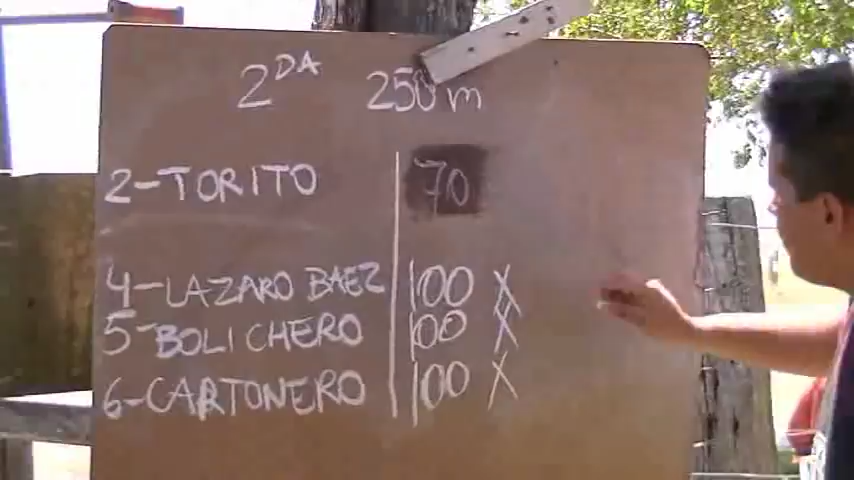 2DA 250 m
2-TORITO 70
4-LAZARO BAEZ 100 X
5-BOLICHERO 100 X
6-CARTONERO 100 X